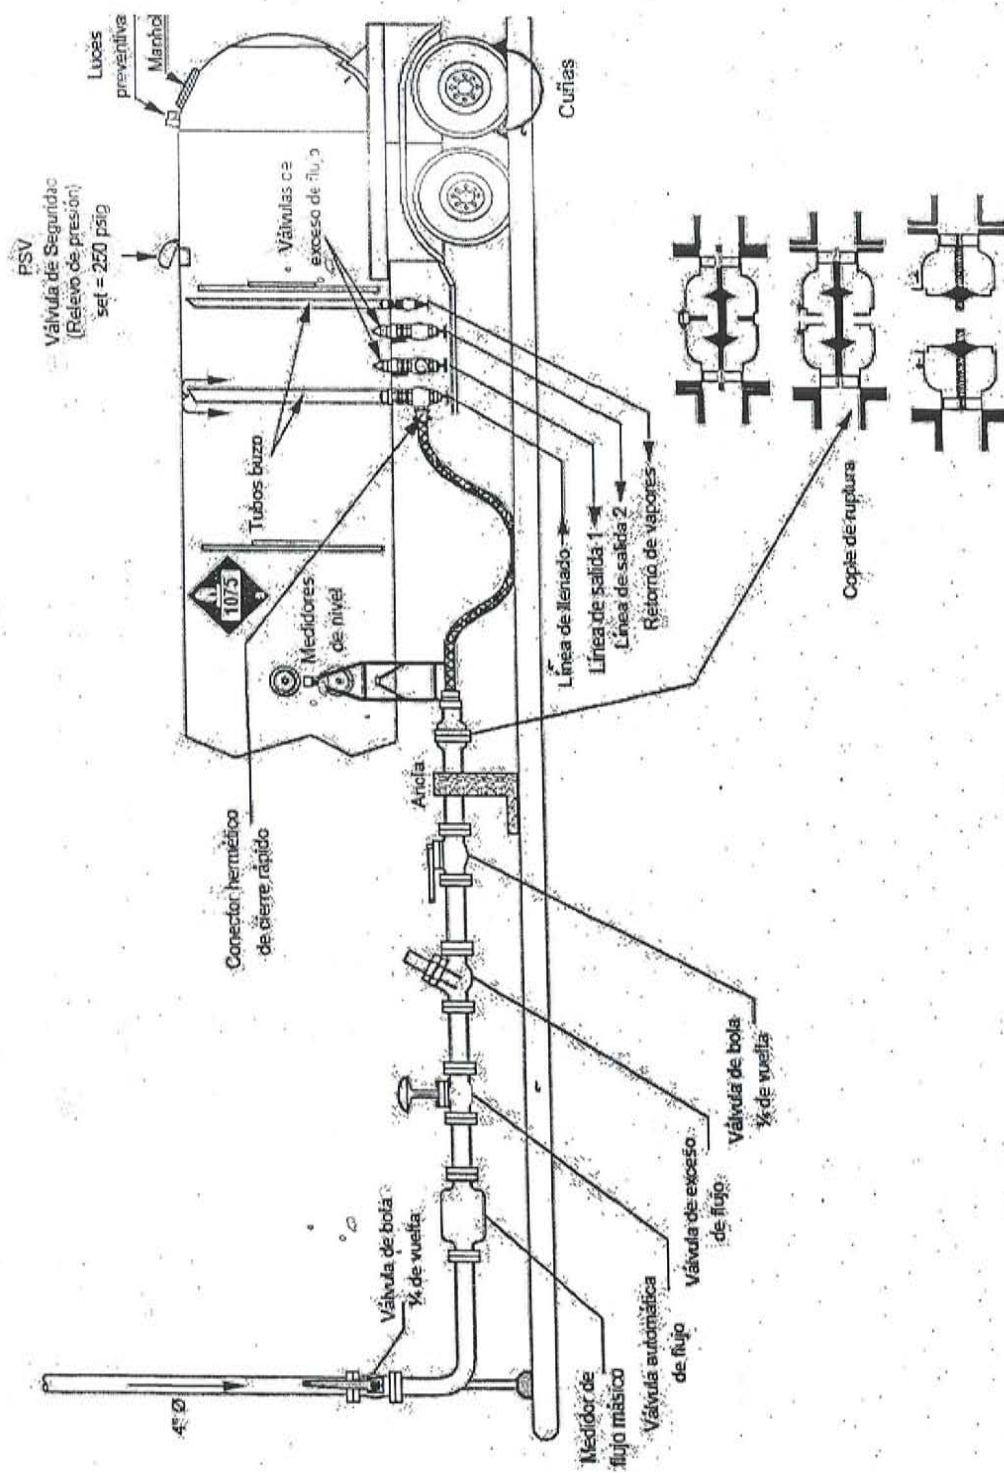 4" Ø
Válvula de bola
¼ de vuelta
Conector hermético
de cierre rápido
1075
Medidores
de nivel
Tubos buzo
PSV
Válvula de Seguridad
(Relevo de presión)
set = 250 psig
Luces
preventiva
Manhol
Válvulas de
exceso de flujo
Cuñas
Ancla
Línea de llenado
Línea de salida 1
Línea de salida 2
Retorno de vapores
Cople de ruptura
Válvula de bola
¼ de vuelta
Válvula de exceso
de flujo
Válvula automática
de flujo
Medidor de
flujo másico